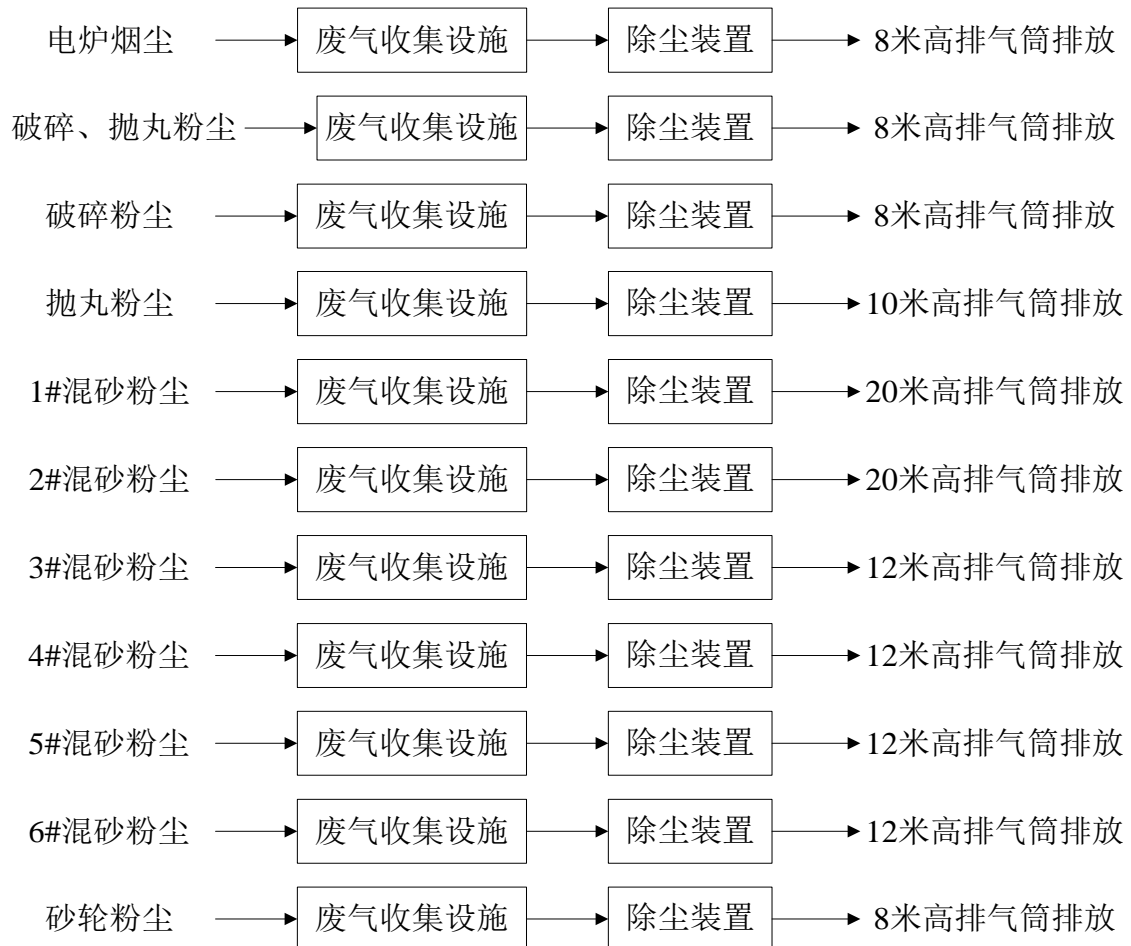 电炉烟尘 废气收集设施 除尘装置 8米高排气筒排放
破碎、抛丸粉尘 废气收集设施 除尘装置 8米高排气筒排放
破碎粉尘 废气收集设施 除尘装置 8米高排气筒排放
抛丸粉尘 废气收集设施 除尘装置 10米高排气筒排放
1#混砂粉尘 废气收集设施 除尘装置 20米高排气筒排放
2#混砂粉尘 废气收集设施 除尘装置 20米高排气筒排放
3#混砂粉尘 废气收集设施 除尘装置 12米高排气筒排放
4#混砂粉尘 废气收集设施 除尘装置 12米高排气筒排放
5#混砂粉尘 废气收集设施 除尘装置 12米高排气筒排放
6#混砂粉尘 废气收集设施 除尘装置 12米高排气筒排放
砂轮粉尘 废气收集设施 除尘装置 8米高排气筒排放